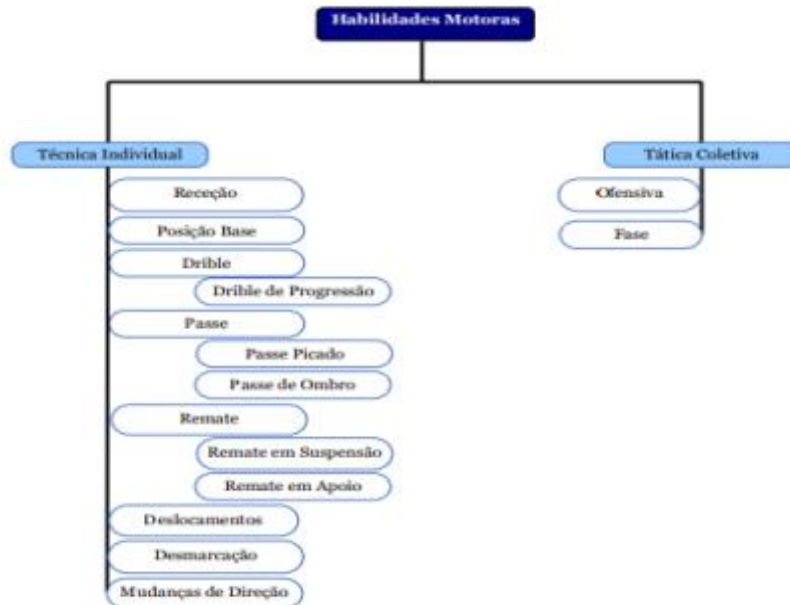 Habilidades Motoras
Técnica Individual
Receção
Posição Base
Drible
Drible de Progressão
Passe
Passe Picado
Passe de Ombro
Remate
Remate em Suspensão
Remate em Apoio
Deslocamentos
Desmarcação
Mudanças de Direção
Tática Coletiva
Ofensiva
Fase